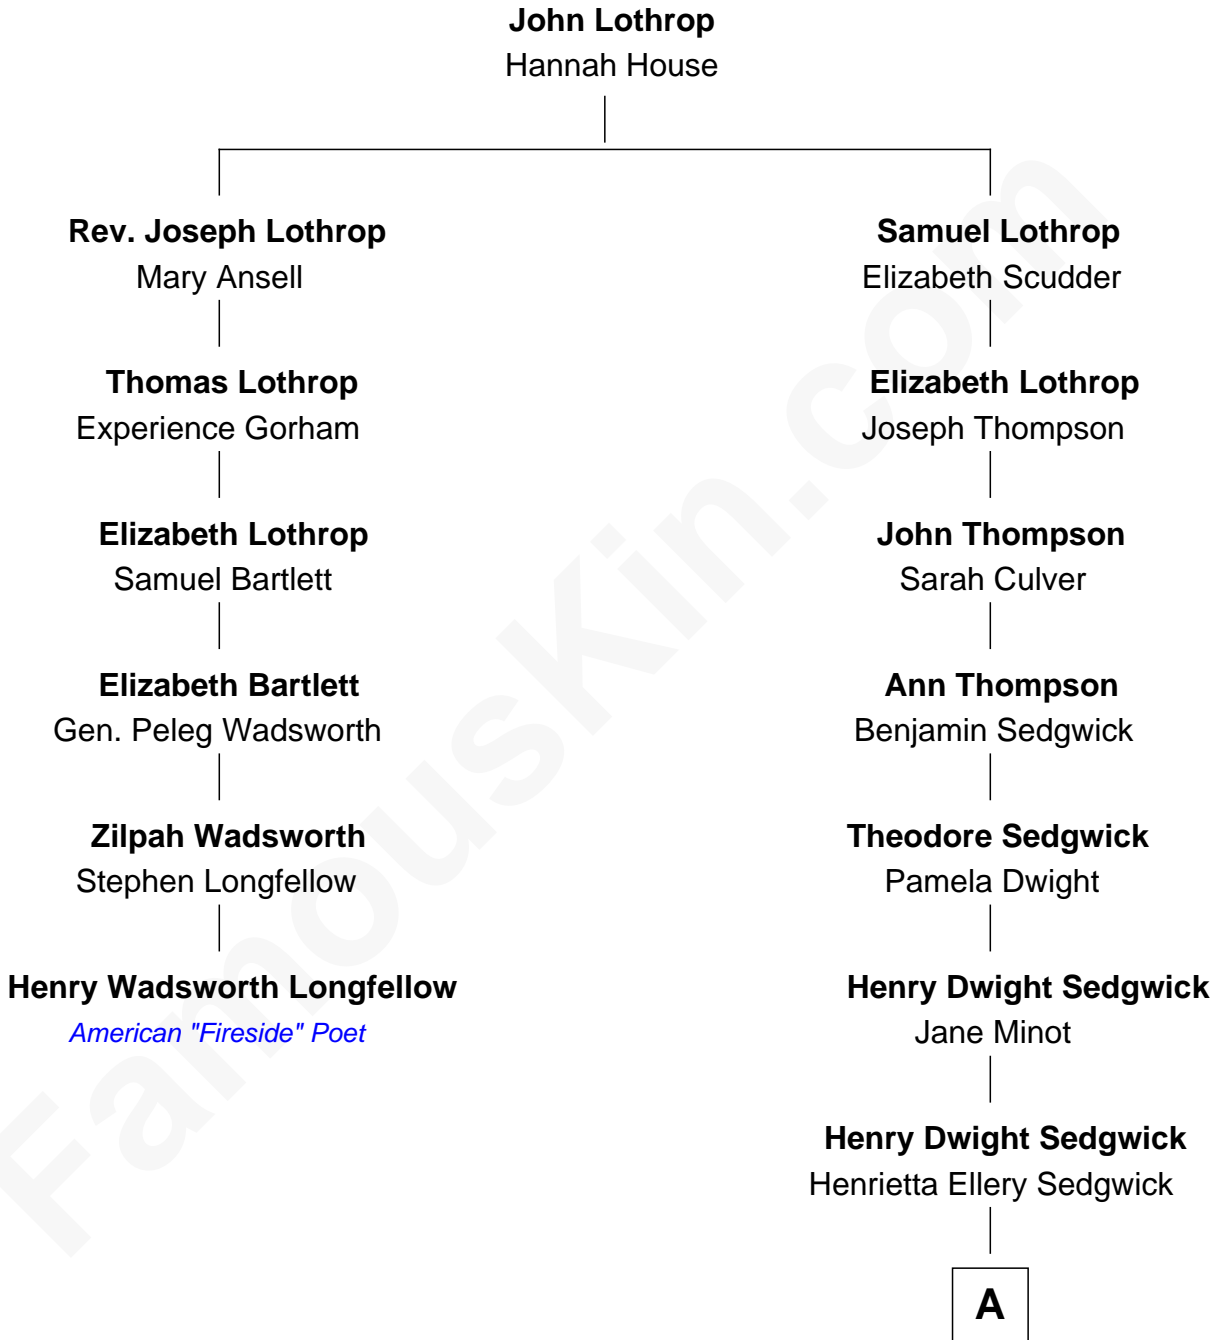 John Lothrop
Hannah House
Rev. Joseph Lothrop
Mary Ansell
Thomas Lothrop
Experience Gorham
Elizabeth Lothrop
Samuel Bartlett
Elizabeth Bartlett
Gen. Peleg Wadsworth
Zilpah Wadsworth
Stephen Longfellow
Henry Wadsworth Longfellow
American "Fireside" Poet
Samuel Lothrop
Elizabeth Scudder
Elizabeth Lothrop
Joseph Thompson
John Thompson
Sarah Culver
Ann Thompson
Benjamin Sedgwick
Theodore Sedgwick
Pamela Dwight
Henry Dwight Sedgwick
Jane Minot
Henry Dwight Sedgwick
Henrietta Ellery Sedgwick
A
FamousKin.com